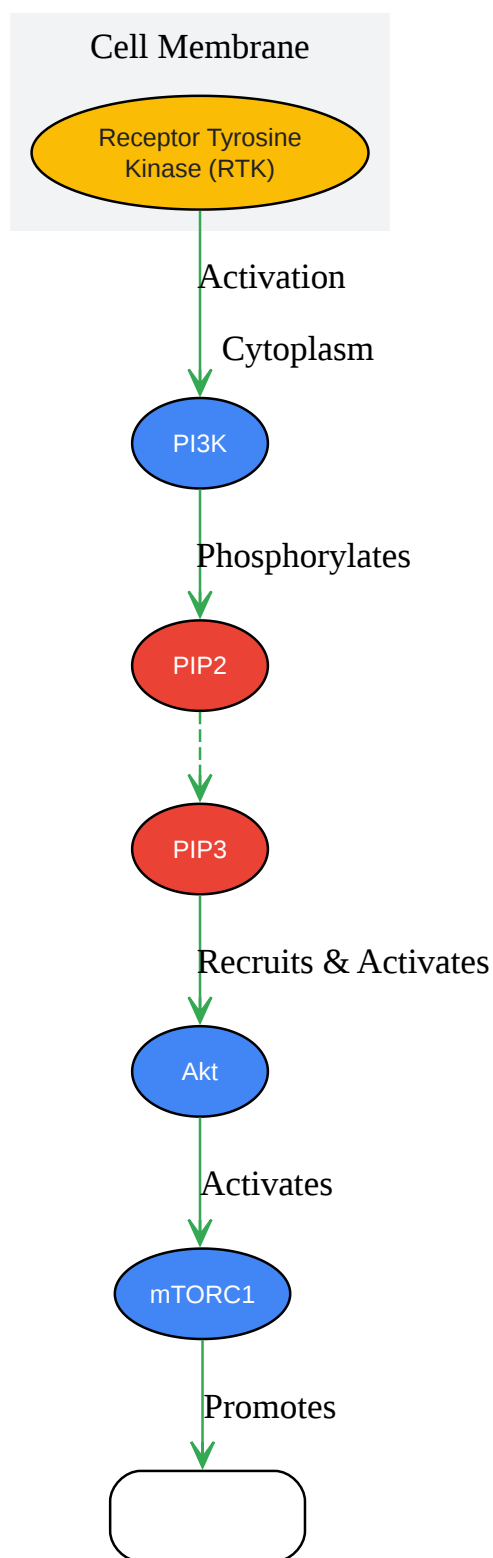 Cell Membrane
Receptor Tyrosine
Kinase (RTK)
Activation
Cytoplasm
PI3K
Phosphorylates
PIP2
PIP3
Recruits & Activates
Akt
Activates
mTORC1
Promotes